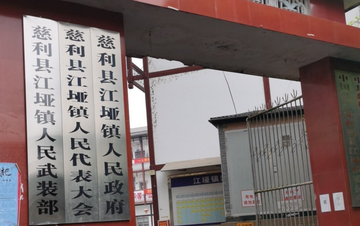 慈利县江垭镇人民武装部
慈利县江垭镇人民代表大会
慈利县江垭镇人民政府
江垭镇